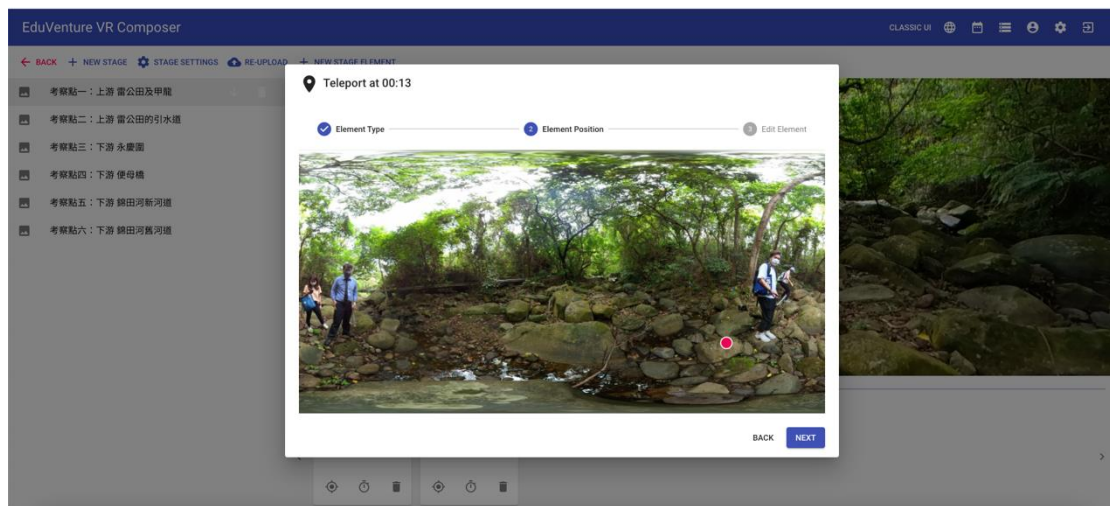 EduVenture VR Composer
CLASSIC UI
BACK NEW STAGE STAGE SETTINGS RE-UPLOAD NEW STAGE ELEMENT
Teleport at 00:13
Element Type 2 Element Position 3 Edit Element
考察點一：上游 雷公田及甲龍
考察點二：上游 雷公田的引水道
考察點三：下游 永慶圍
考察點四：下游 便母橋
考察點五：下游 錦田河新河道
考察點六：下游 錦田河舊河道
BACK NEXT